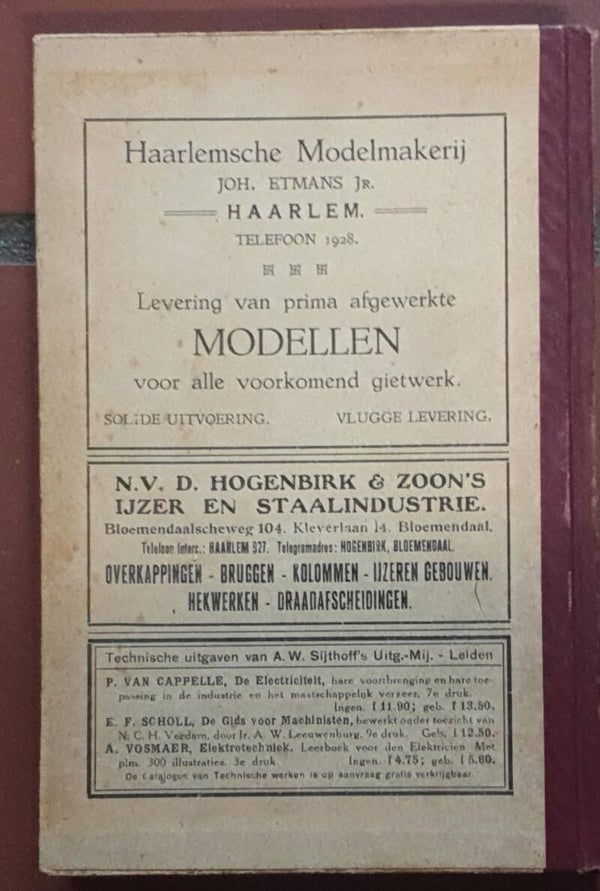 Haarlemsche Modelmakerij
JOH. ETMANS JR.
HAARLEM.
TELEFOON 1928.
Levering van prima afgewerkte
MODELLEN
voor alle voorkomend gietwerk.
SOLIDE UITVOERING. VLUGGE LEVERING.
N.V. D. HOGENBIRK & ZOON'S
IJZER EN STAALINDUSTRIE.
Bloemendaalscheweg 104. Kleverlaan 14. Bloemendaal.
Telefoon Interc.: HAARLEM 927. Telegramadres: HOGENBIRK, BLOEMENDAAL.
OVERKAPPINGEN - BRUGGEN - KOLOMMEN - IJZEREN GEBOUWEN.
HEKWERKEN - DRAADAFSCHEIDINGEN.
Technische uitgaven van A. W. Sijthoff's Uitg.-Mij. - Leiden
P. VAN CAPPELLE, De Electriciteit, hare voortbrenging en hare toe-
passing in de industrie en het maatschappelijk verkeer, 7e druk.
Ingen. f 11.90; geb. f 13.50.
E. F. SCHOLL, De Gids voor Machinisten, bewerkt onder toezicht van
N. C. H. Verdam, door Ir. A. W. Leeuwenburg. 9e druk. Geb. f 12.50.
A. VOSMAER, Elektrotechniek. Leerboek voor den Elektricien Met
plm. 300 illustraties. 3e druk. Ingen. f 4.75; geb. f 5.60.
De Catalogus van Technische werken is op aanvraag gratis verkrijgbaar.